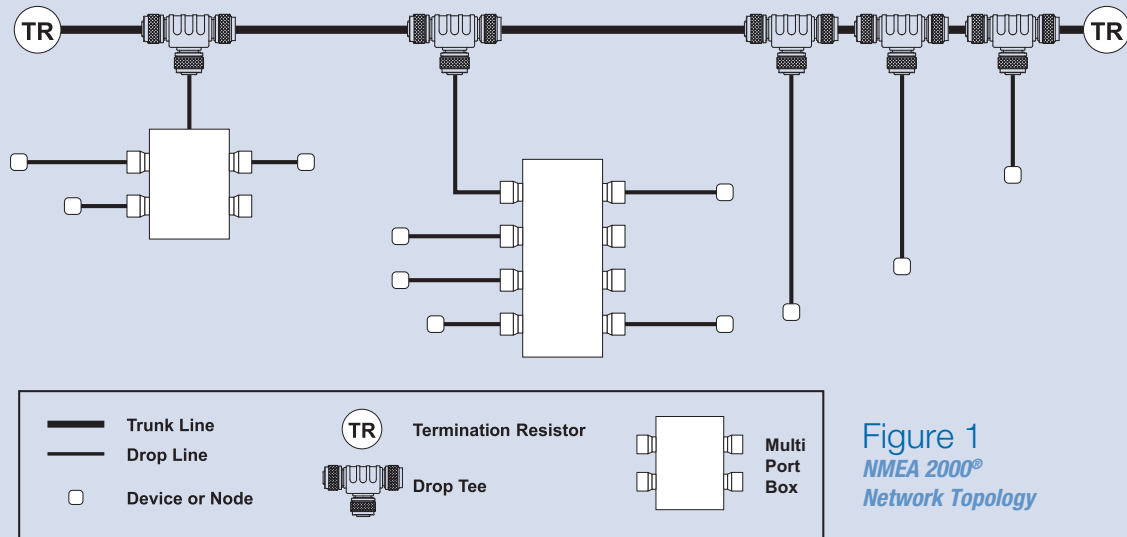 TR
TR
Trunk Line
Drop Line
Device or Node
TR
Termination Resistor
Drop Tee
Multi
Port
Box
Figure 1
NMEA 2000®
Network Topology